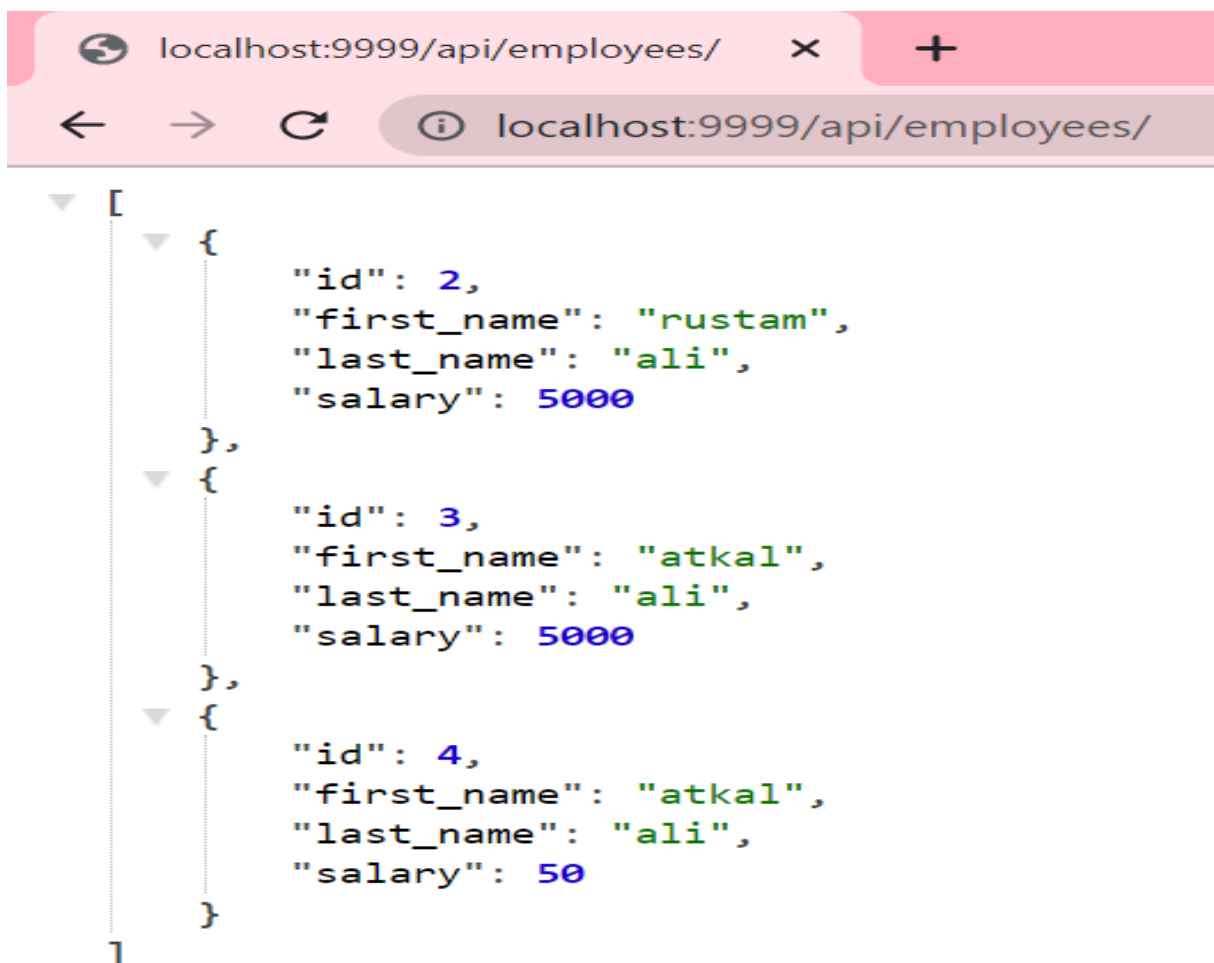 localhost:9999/api/employees/
localhost:9999/api/employees/
[
{
"id": 2,
"first_name": "rustam",
"last_name": "ali",
"salary": 5000
},
{
"id": 3,
"first_name": "atkal",
"last_name": "ali",
"salary": 5000
},
{
"id": 4,
"first_name": "atkal",
"last_name": "ali",
"salary": 50
}
]